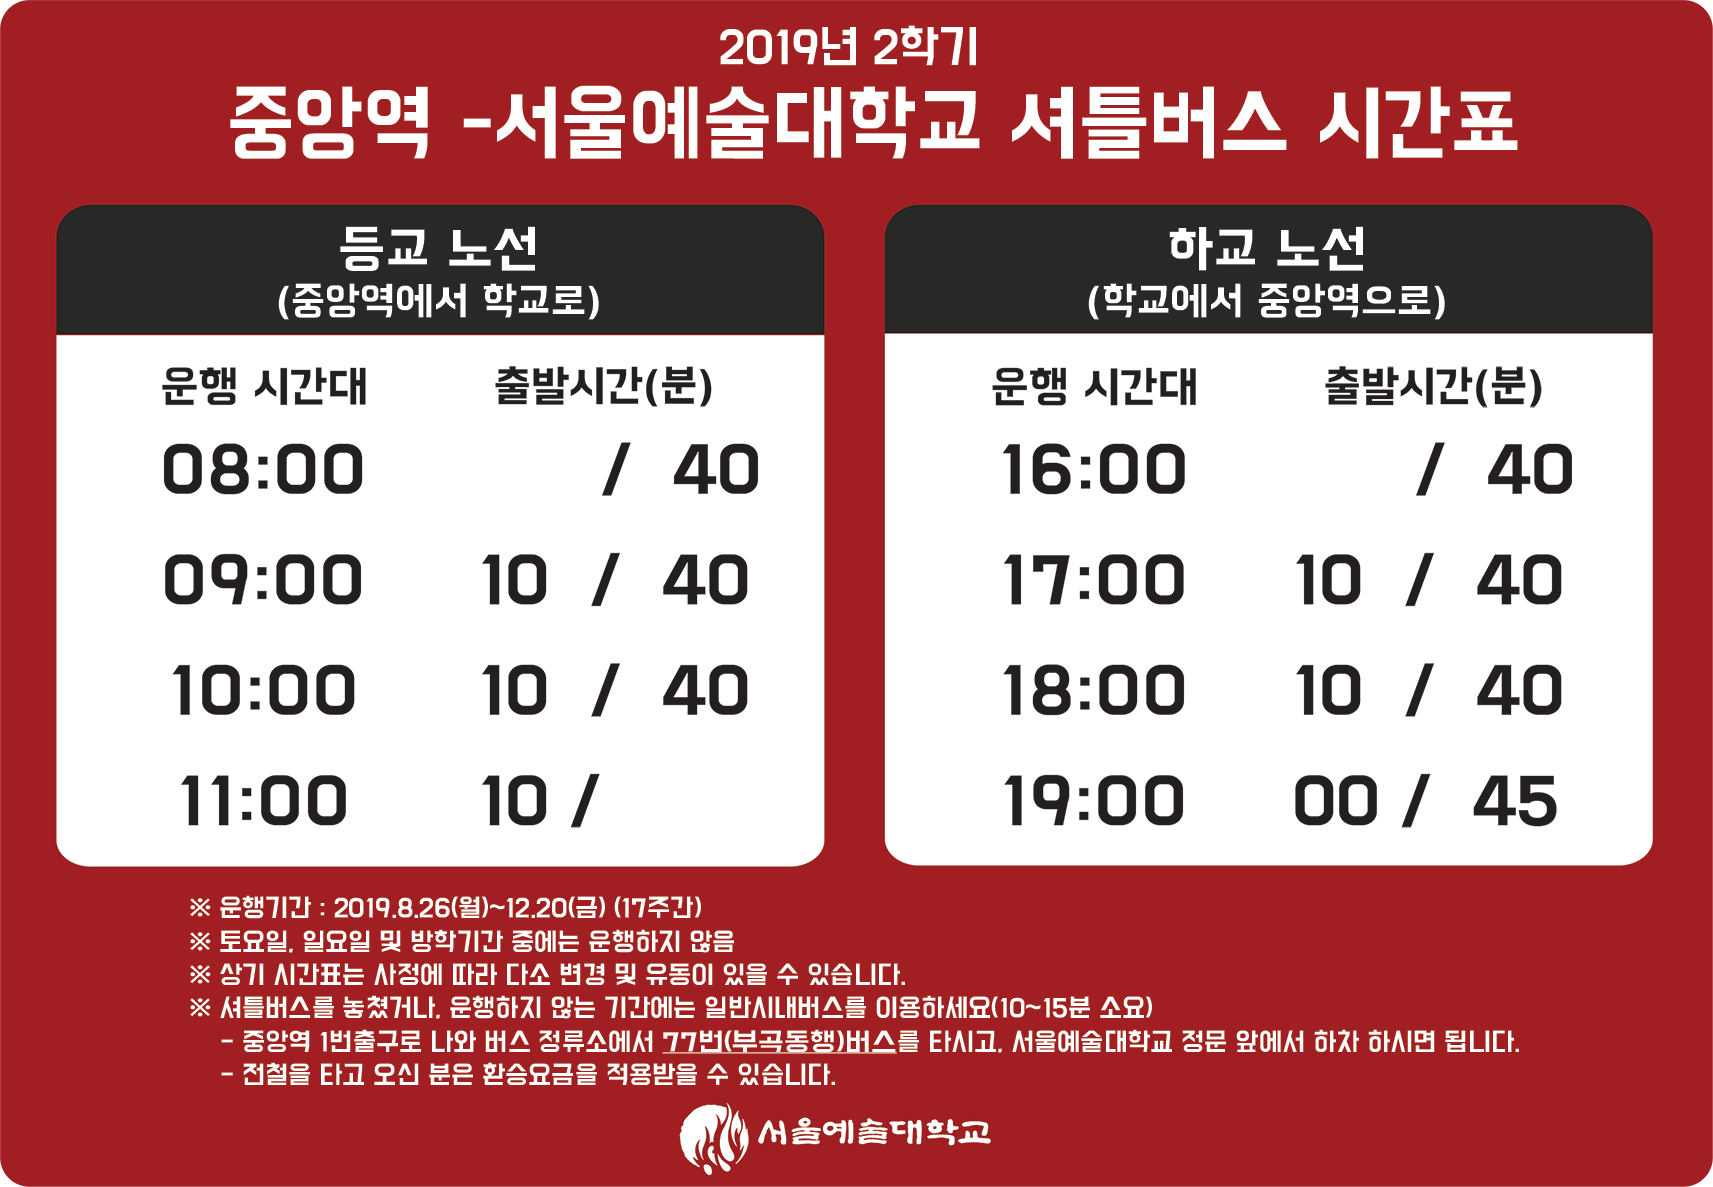 2019년 2학기
중앙역 -서울예술대학교 셔틀버스 시간표
등교 노선
(중앙역에서 학교로)
운행 시간대 출발시간(분)
08:00 / 40
09:00 10 / 40
10:00 10 / 40
11:00 10 /
하교 노선
(학교에서 중앙역으로)
운행 시간대 출발시간(분)
16:00 / 40
17:00 10 / 40
18:00 10 / 40
19:00 00 / 45
※ 운행기간 : 2019.8.26(월)~12.20(금) (17주간)
※ 토요일, 일요일 및 방학기간 중에는 운행하지 않음
※ 상기 시간표는 사정에 따라 다소 변경 및 유동이 있을 수 있습니다.
※ 셔틀버스를 놓쳤거나, 운행하지 않는 기간에는 일반시내버스를 이용하세요(10~15분 소요)
- 중앙역 1번출구로 나와 버스 정류소에서 77번(부곡동행)버스를 타시고, 서울예술대학교 정문 앞에서 하차 하시면 됩니다.
- 전철을 타고 오신 분은 환승요금을 적용받을 수 있습니다.
서울예술대학교